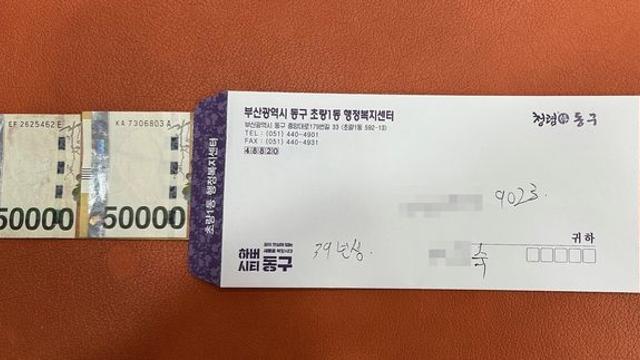 EF 2625462 E
50000
KA 7306803 A
50000
초량1동 행정복지센터
부산광역시 동구 초량1동 행정복지센터
부산광역시 동구 중앙대로179번길 33 (초량1동 592-13)
TEL : (051) 440-4901
FAX : (051) 440-4931
48820
청렴 동구
9023.
귀하
39년생.
하버
시티 동구